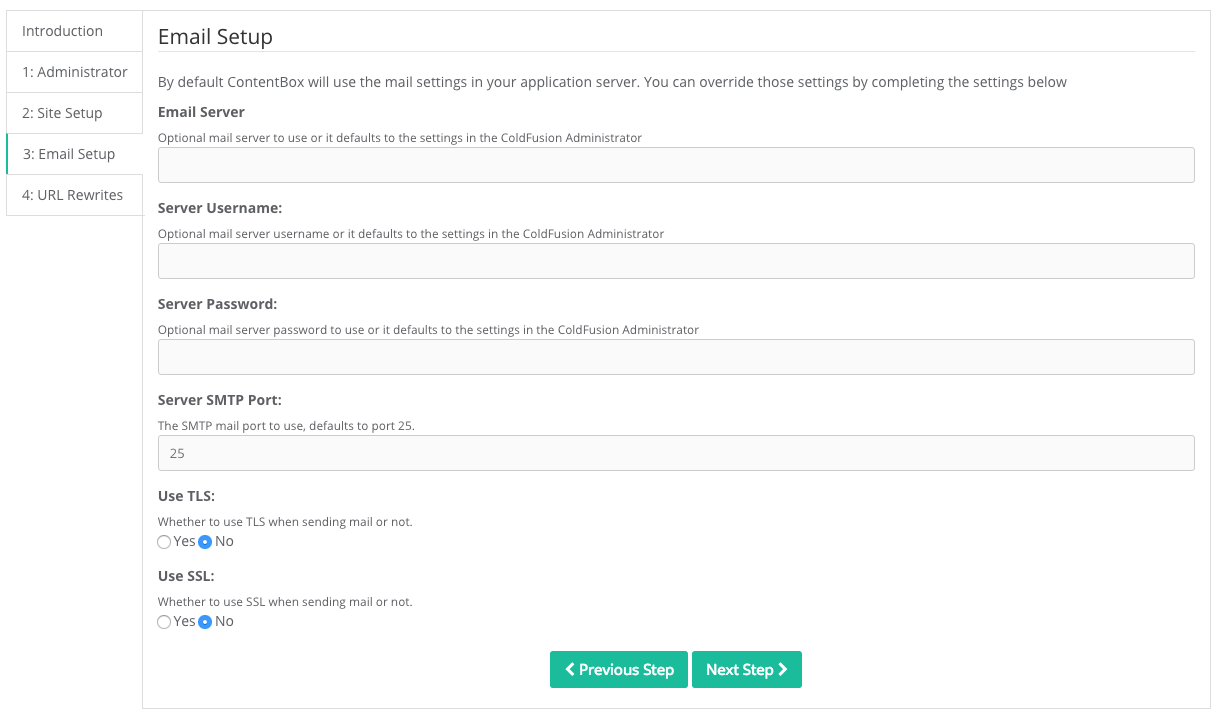 Introduction
1: Administrator
2: Site Setup
3: Email Setup
4: URL Rewrites
Email Setup
By default ContentBox will use the mail settings in your application server. You can override those settings by completing the settings below
Email Server
Optional mail server to use or it defaults to the settings in the ColdFusion Administrator
Server Username:
Optional mail server username or it defaults to the settings in the ColdFusion Administrator
Server Password:
Optional mail server password to use or it defaults to the settings in the ColdFusion Administrator
Server SMTP Port:
The SMTP mail port to use, defaults to port 25.
25
Use TLS:
Whether to use TLS when sending mail or not.
Yes No
Use SSL:
Whether to use SSL when sending mail or not.
Yes No
Previous Step Next Step